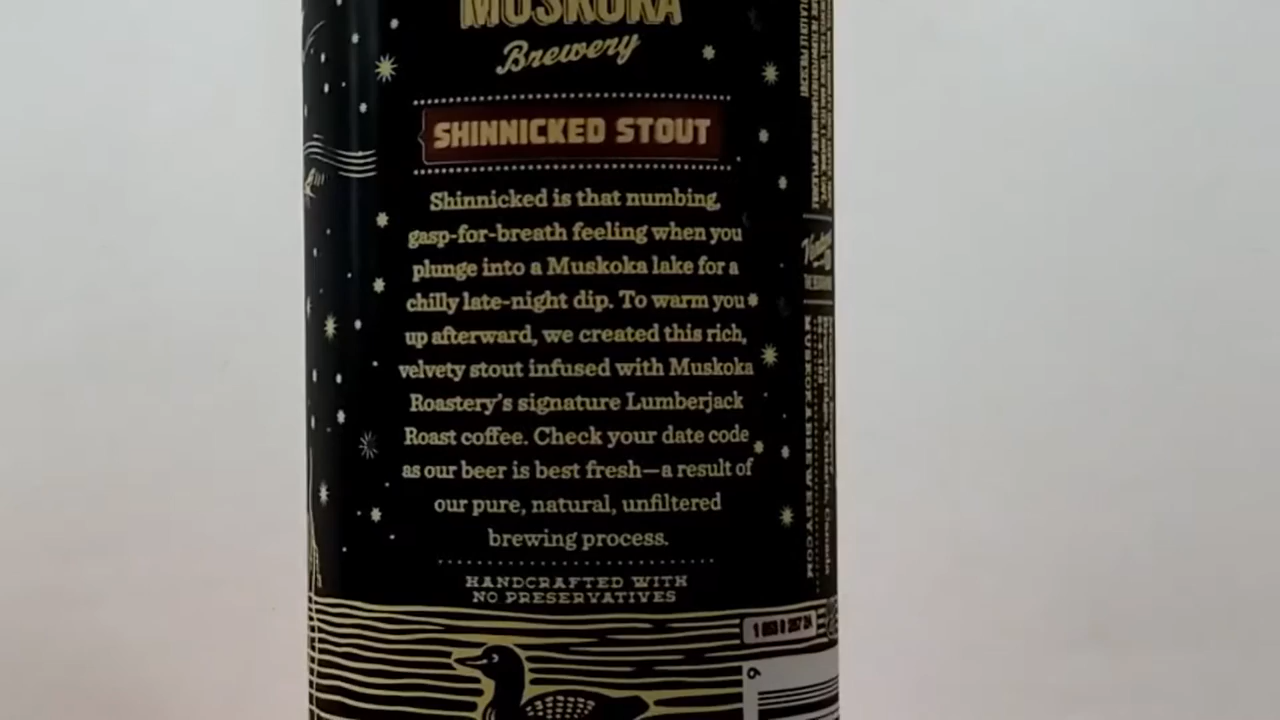 MUSKOKA
Brewery
SHINNICKED STOUT
Shinnicked is that numbing,
gasp-for-breath feeling when you
plunge into a Muskoka lake for a
chilly late-night dip. To warm you
up afterward, we created this rich,
velvety stout infused with Muskoka
Roastery's signature Lumberjack
Roast coffee. Check your date code
as our beer is best fresh—a result of
our pure, natural, unfiltered
brewing process.
HANDCRAFTED WITH
NO PRESERVATIVES
MUSKOKABREWERY.COM